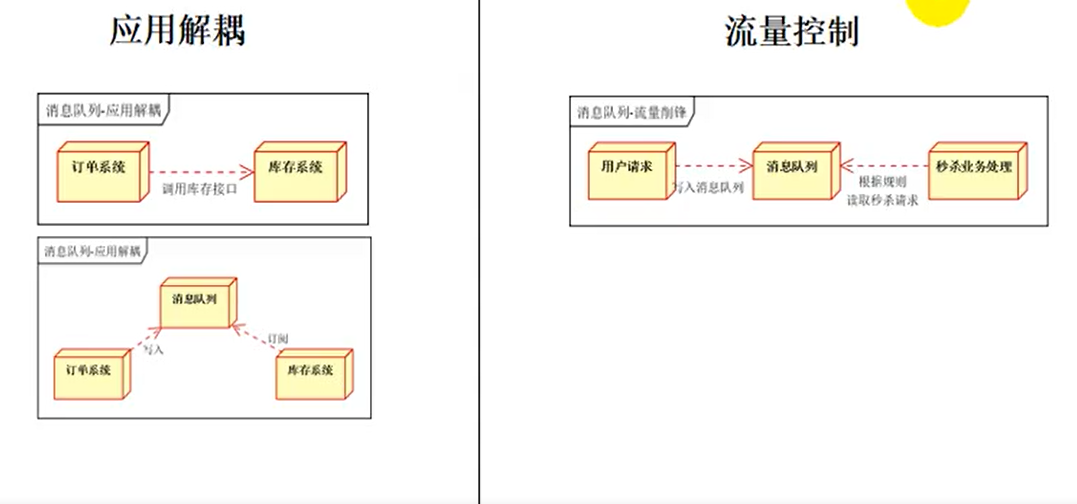 应用解耦
消息队列-应用解耦
订单系统
库存系统
调用库存接口
消息队列-应用解耦
消息队列
写入
订阅
订单系统
库存系统
流量控制
消息队列-流量削锋
用户请求
消息队列
秒杀业务处理
写入消息队列
根据规则
读取秒杀请求